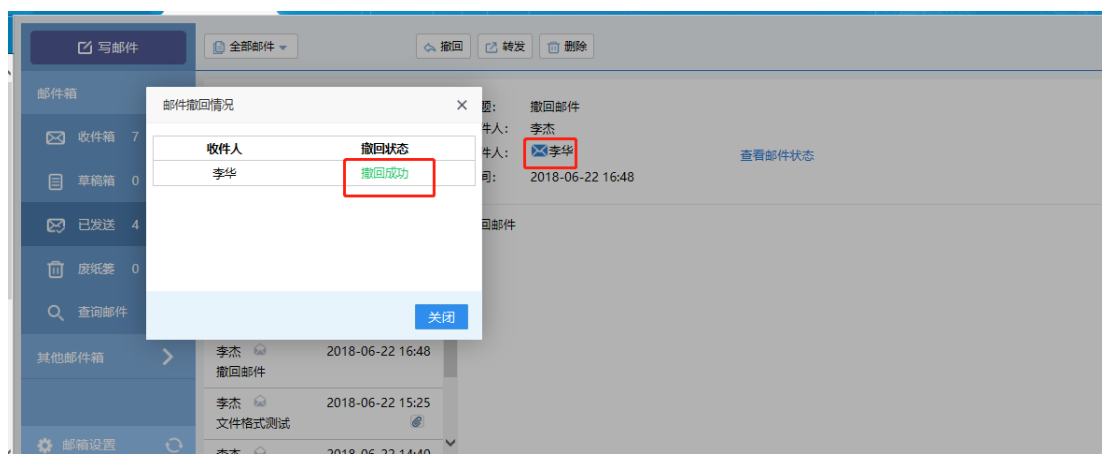 写邮件
全部邮件
撤回
转发
删除
邮件箱
收件箱 7
草稿箱 0
已发送 4
废纸篓 0
查询邮件
其他邮件箱
邮箱设置
邮件撤回情况
收件人 撤回状态
李华 撤回成功
关闭
李杰 2018-06-22 16:48
撤回邮件
李杰 2018-06-22 15:25
文件格式测试
题: 撤回邮件
件人: 李杰
件人: 李华
查看邮件状态
间: 2018-06-22 16:48
回邮件